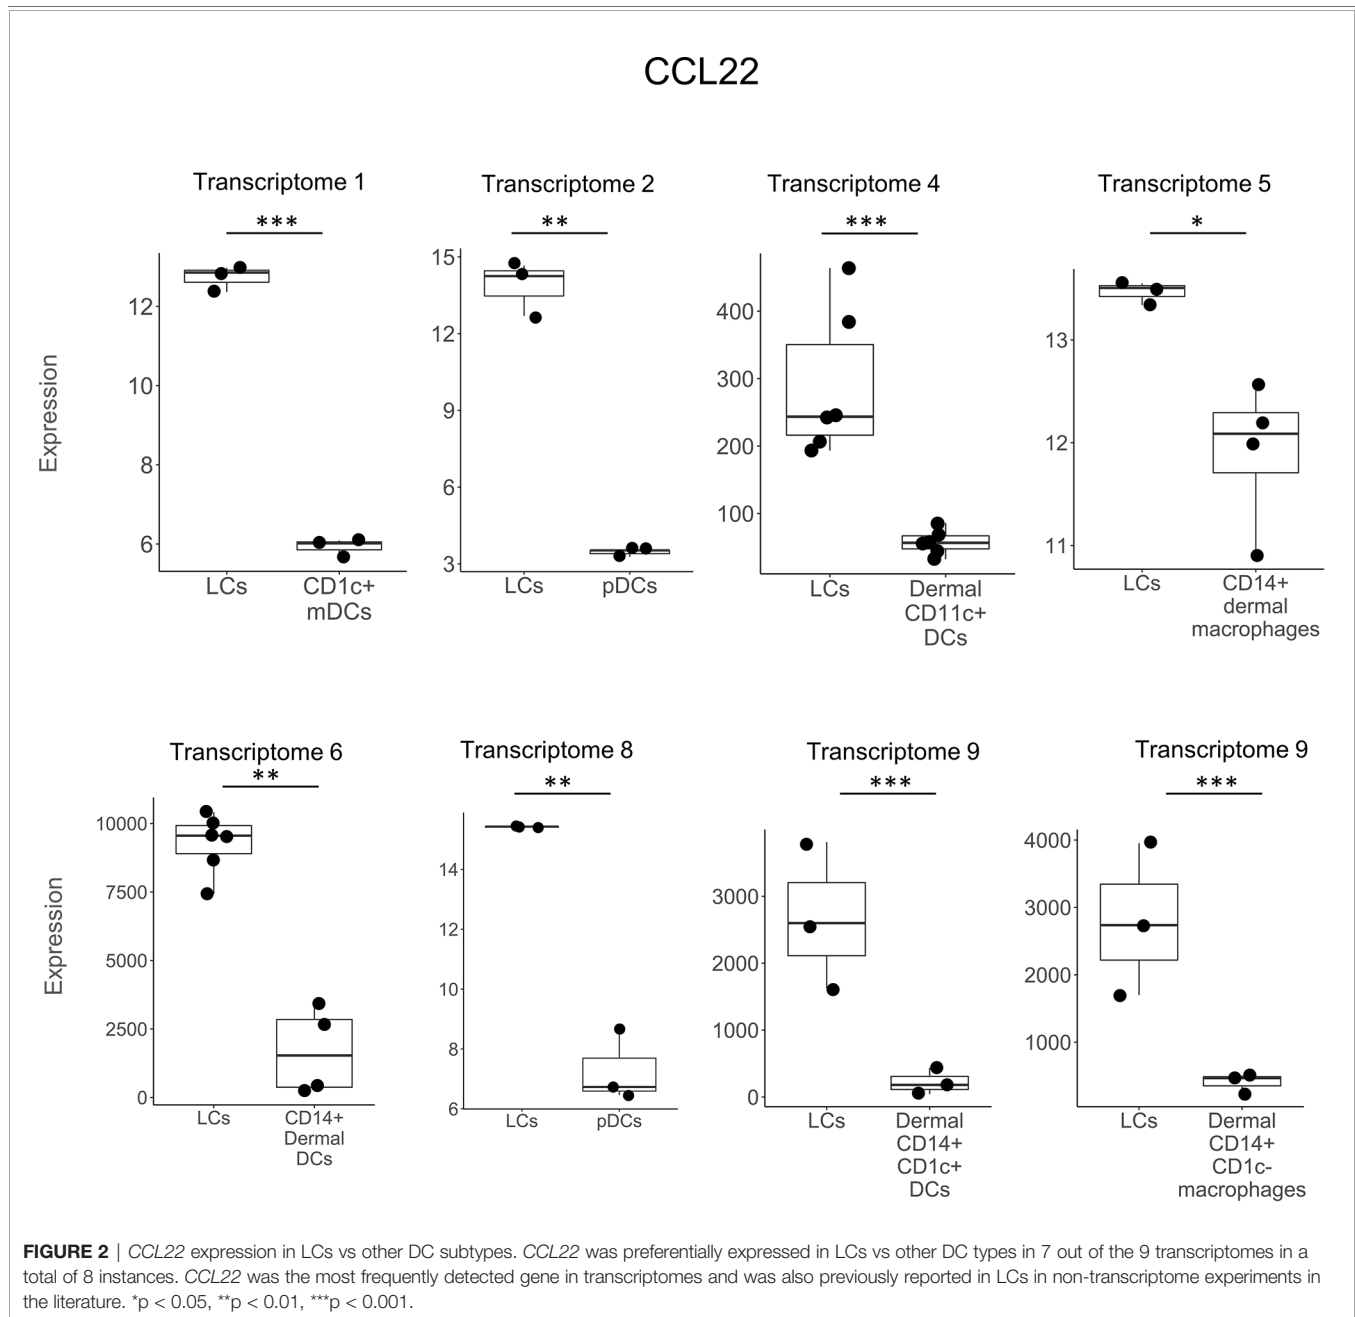 CCL22
Transcriptome 1
***
Expression
12
10
8
6
LCs
CD1c+
mDCs
Transcriptome 2
**
15
12
9
6
3
LCs
pDCs
Transcriptome 4
***
400
300
200
100
LCs
Dermal
CD11c+
DCs
Transcriptome 5
*
13
12
11
LCs
CD14+
dermal
macrophages
Transcriptome 6
**
Expression
10000
7500
5000
2500
0
LCs
CD14+
Dermal
DCs
Transcriptome 8
**
14
12
10
8
6
LCs
pDCs
Transcriptome 9
***
3000
2000
1000
0
LCs
Dermal
CD14+
CD1c+
DCs
Transcriptome 9
***
4000
3000
2000
1000
LCs
Dermal
CD14+
CD1c-
macrophages
FIGURE 2 | CCL22 expression in LCs vs other DC subtypes. CCL22 was preferentially expressed in LCs vs other DC types in 7 out of the 9 transcriptomes in a
total of 8 instances. CCL22 was the most frequently detected gene in transcriptomes and was also previously reported in LCs in non-transcriptome experiments in
the literature. *p < 0.05, **p < 0.01, ***p < 0.001.